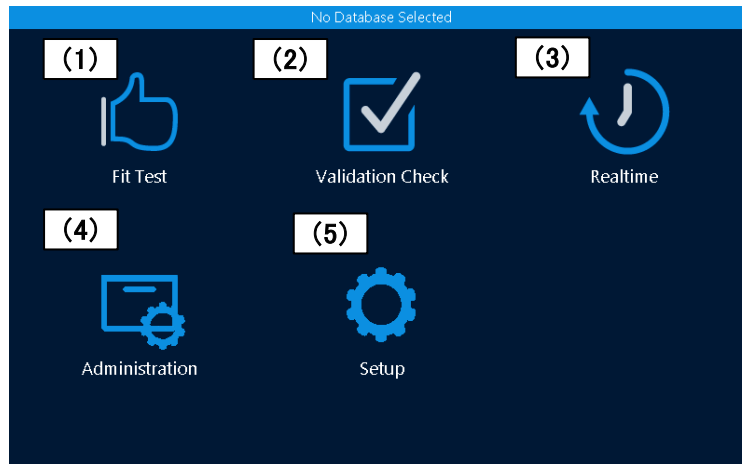 No Database Selected
(1)
(2)
(3)
Fit Test
Validation Check
Realtime
(4)
(5)
Administration
Setup